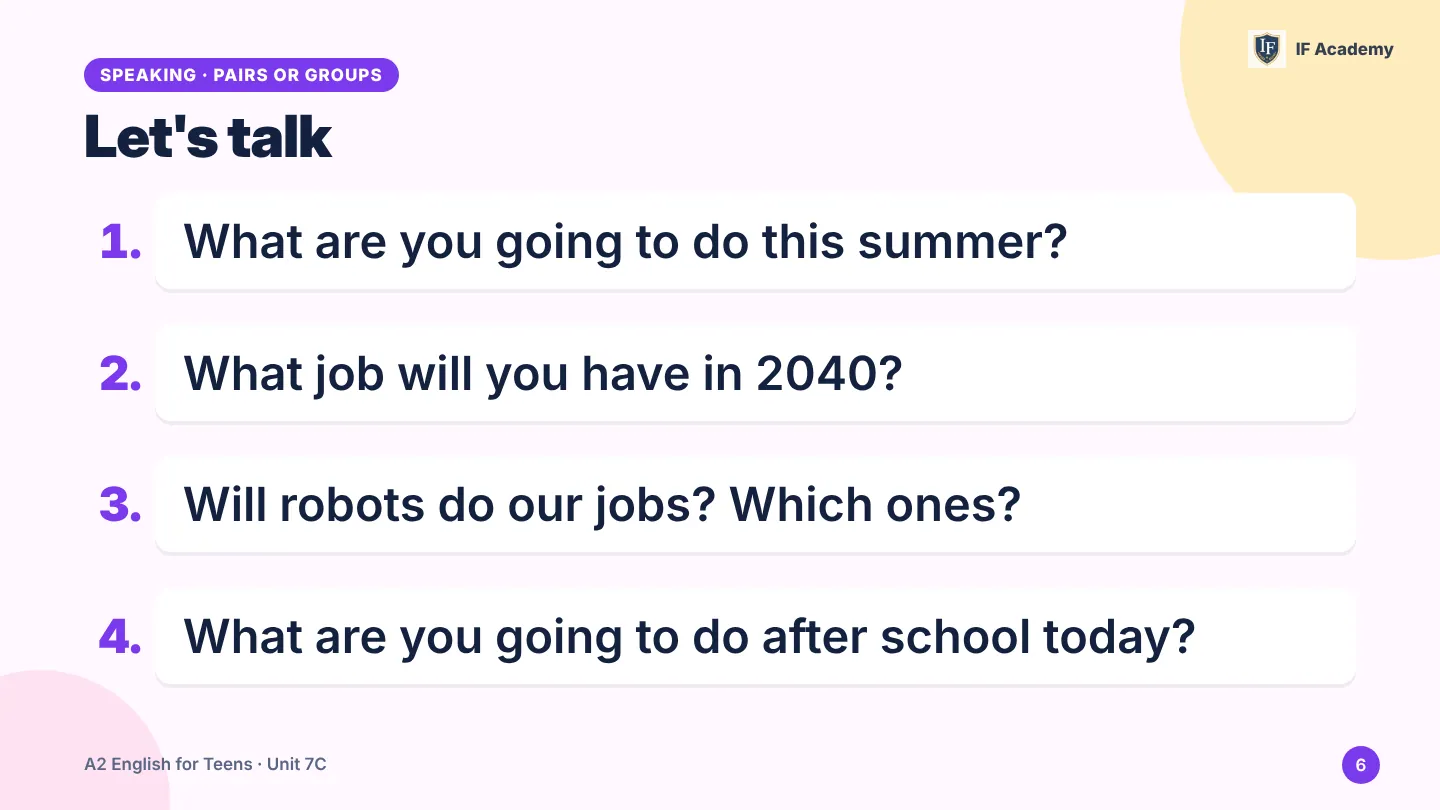 IF IF Academy
SPEAKING · PAIRS OR GROUPS
Let's talk
1. What are you going to do this summer?
2. What job will you have in 2040?
3. Will robots do our jobs? Which ones?
4. What are you going to do after school today?
A2 English for Teens · Unit 7C
6